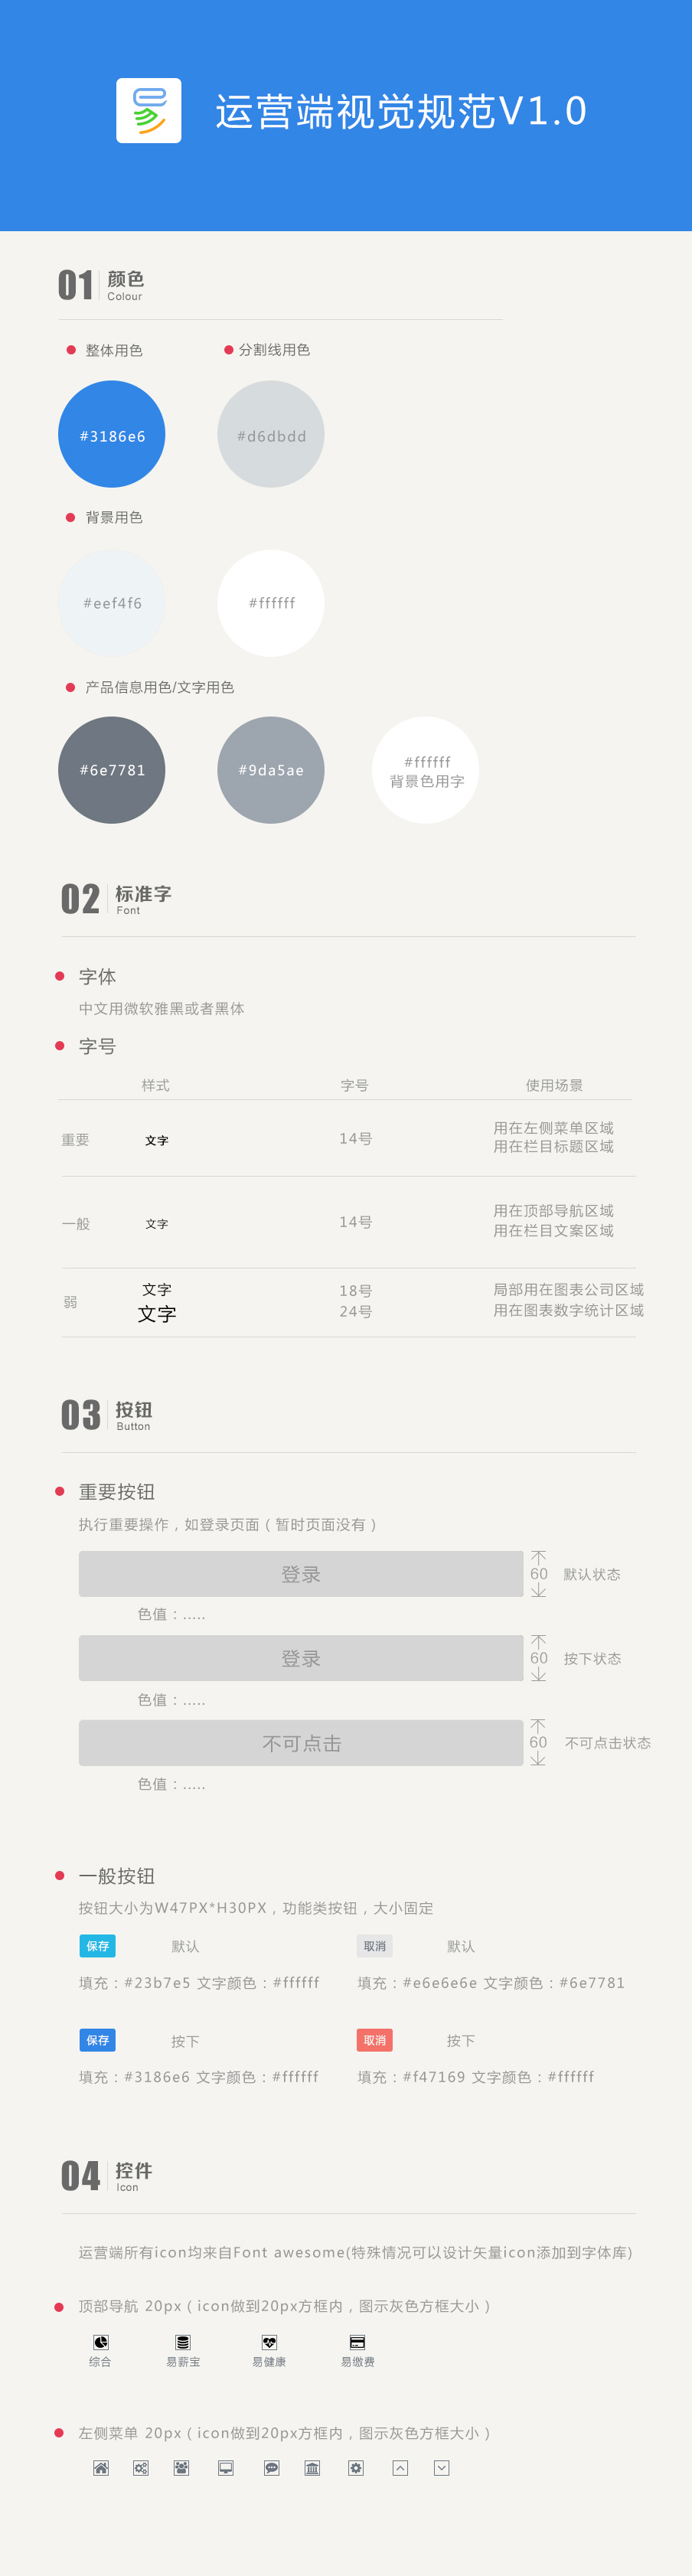 运营端视觉规范V1.0
01 颜色
Colour
整体用色 分割线用色
#3186e6 #d6dbdd
背景用色
#eef4f6 #ffffff
产品信息用色/文字用色
#6e7781 #9da5ae #ffffff
背景色用字
02 标准字
Font
字体
中文用微软雅黑或者黑体
字号
样式 字号 使用场景
重要 文字 14号 用在左侧菜单区域
用在栏目标题区域
一般 文字 14号 用在顶部导航区域
用在栏目文案区域
弱 文字 18号 局部用在图表公司区域
文字 24号 用在图表数字统计区域
03 按钮
Button
重要按钮
执行重要操作，如登录页面（暂时页面没有）
登录 60 默认状态
色值：.....
登录 60 按下状态
色值：.....
不可点击 60 不可点击状态
色值：.....
一般按钮
按钮大小为W47PX*H30PX，功能类按钮，大小固定
保存 默认 取消 默认
填充：#23b7e5 文字颜色：#ffffff 填充：#e6e6e6e 文字颜色：#6e7781
保存 按下 取消 按下
填充：#3186e6 文字颜色：#ffffff 填充：#f47169 文字颜色：#ffffff
04 控件
Icon
运营端所有icon均来自Font awesome(特殊情况可以设计矢量icon添加到字体库)
顶部导航 20px（icon做到20px方框内，图示灰色方框大小）
综合 易薪宝 易健康 易缴费
左侧菜单 20px（icon做到20px方框内，图示灰色方框大小）